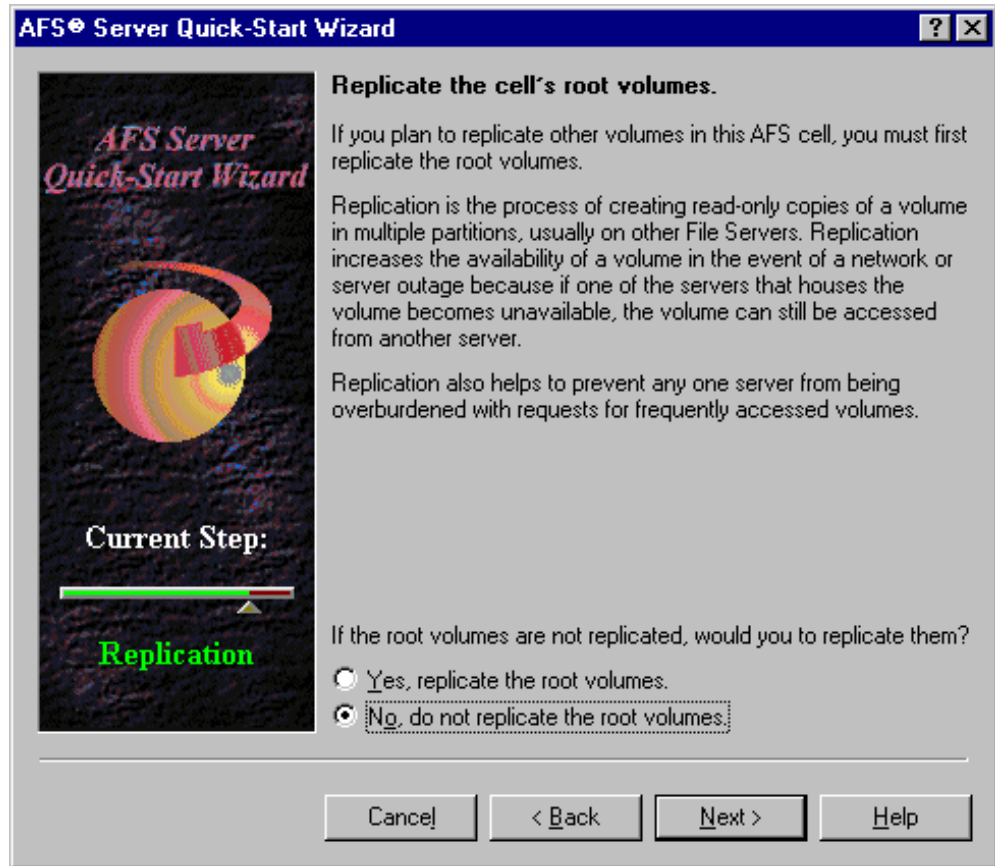 AFS® Server Quick-Start Wizard
AFS Server
Quick-Start Wizard
Current Step:
Replication
Replicate the cell's root volumes.
If you plan to replicate other volumes in this AFS cell, you must first
replicate the root volumes.
Replication is the process of creating read-only copies of a volume
in multiple partitions, usually on other File Servers. Replication
increases the availability of a volume in the event of a network or
server outage because if one of the servers that houses the
volume becomes unavailable, the volume can still be accessed
from another server.
Replication also helps to prevent any one server from being
overburdened with requests for frequently accessed volumes.
If the root volumes are not replicated, would you to replicate them?
Yes, replicate the root volumes.
No, do not replicate the root volumes.
Cancel
< Back
Next >
Help